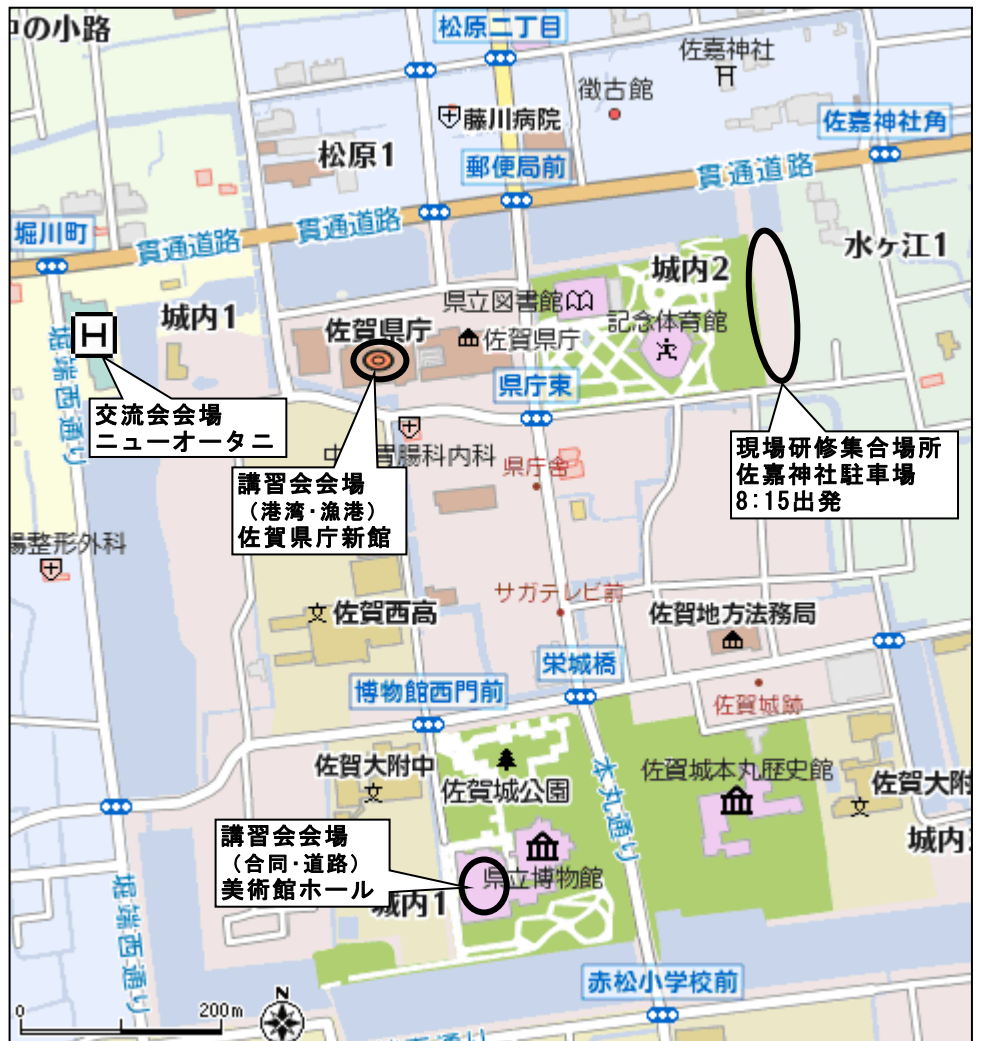 の小路
松原二丁目
佐嘉神社
徴古館
藤川病院
佐嘉神社角
松原1
郵便局前
貫通道路
堀川町
貫通道路
貫通道路
水ヶ江1
城内2
県立図書館
城内1
佐賀県庁
記念体育館
佐賀県庁
H
堀端西通り
県庁東
交流会会場
ニューオータニ
胃腸科内科
現場研修集合場所
佐嘉神社駐車場
8:15出発
県庁舎
講習会会場
(港湾・漁港)
佐賀県庁新館
整形外科
サガテレビ前
佐賀西高
佐賀地方法務局
栄城橋
博物館西門前
佐賀城跡
佐賀大附中
佐賀城公園
本丸通り
佐賀城本丸歴史館
佐賀大附
講習会会場
(合同・道路)
美術館ホール
県立博物館
城内
城内1
堀端西通り
赤松小学校前
0
200m
N